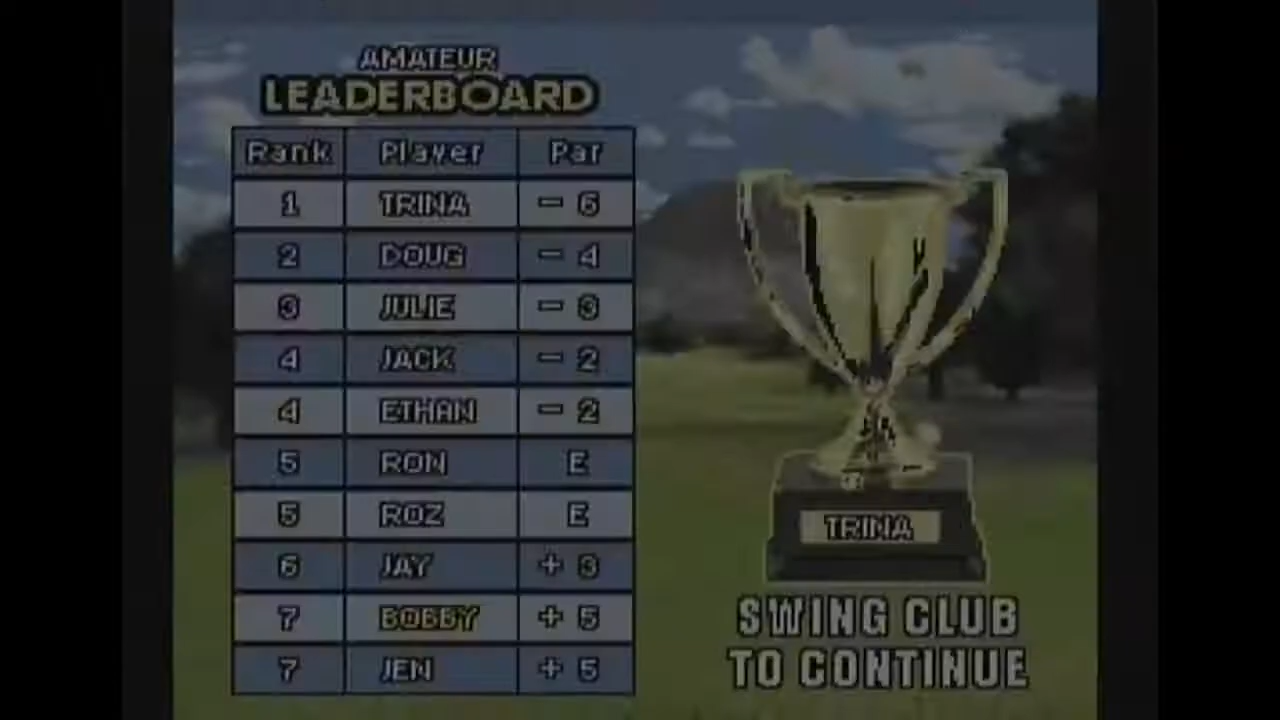 AMATEUR
LEADERBOARD
Rank Player Par
1 TRINA - 6
2 DOUG - 4
3 JULIE - 3
4 JACK - 2
4 ETHAN - 2
5 RON E
5 ROZ E
6 JAY + 3
7 BOBBY + 5
7 JEN + 5
TRINA
SWING CLUB
TO CONTINUE